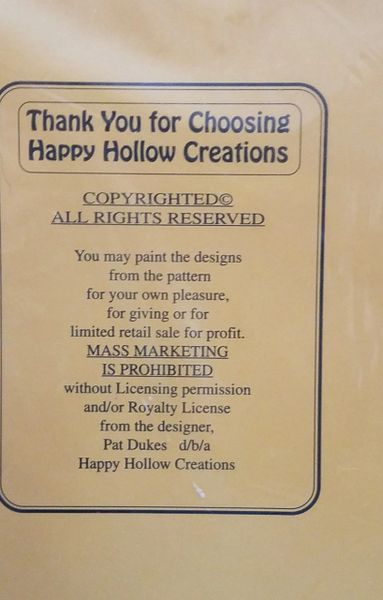 Thank You for Choosing
Happy Hollow Creations
COPYRIGHTED©
ALL RIGHTS RESERVED
You may paint the designs
from the pattern
for your own pleasure,
for giving or for
limited retail sale for profit.
MASS MARKETING
IS PROHIBITED
without Licensing permission
and/or Royalty License
from the designer,
Pat Dukes d/b/a
Happy Hollow Creations